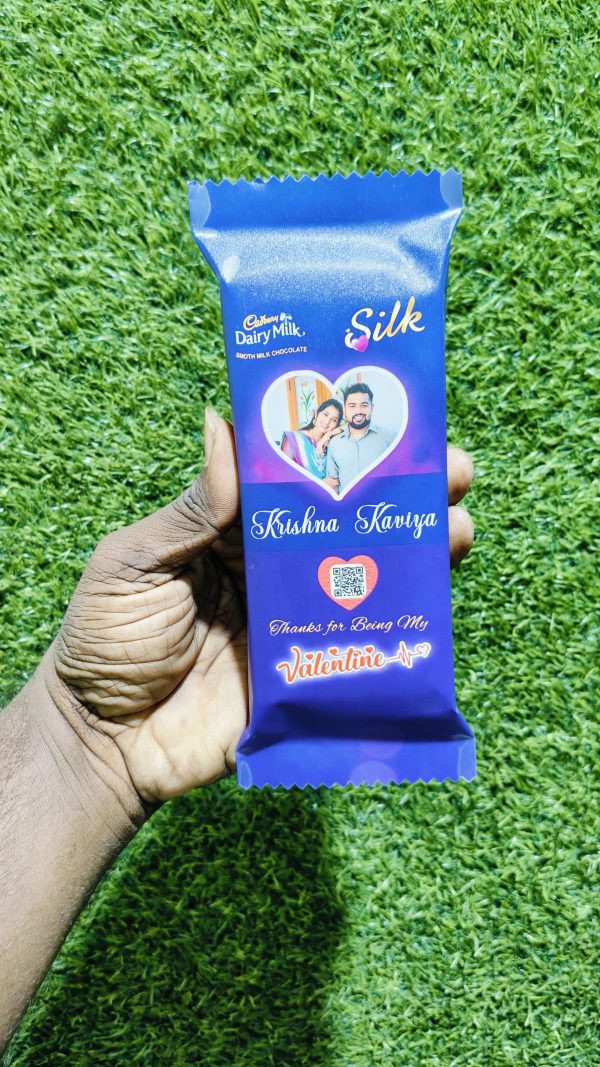 Cadbury
Dairy Milk
Silk
SMOTH MILK CHOCOLATE
Krishna Kaviya
Thanks for Being My
Valentine